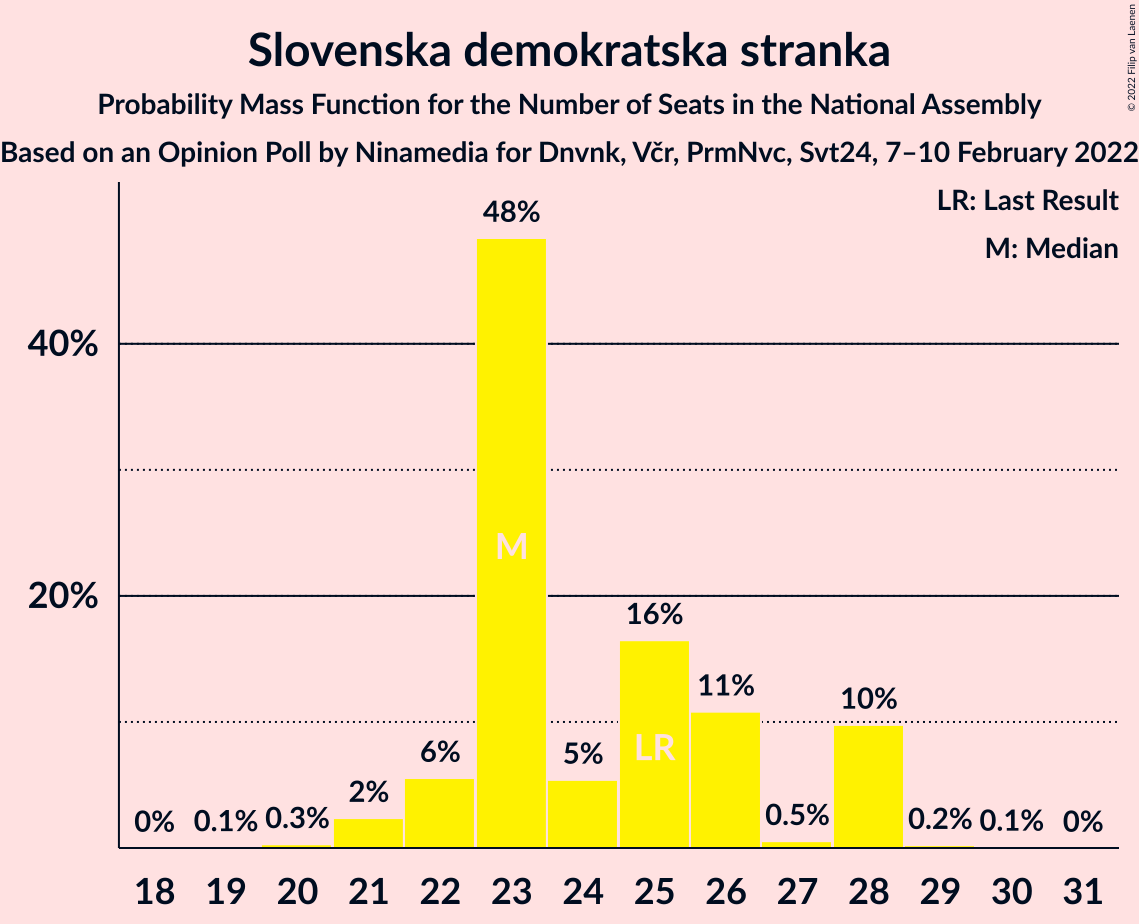 © 2022 Filip van Laenen
Slovenska demokratska stranka
Probability Mass Function for the Number of Seats in the National Assembly
Based on an Opinion Poll by Ninamedia for Dnvnk, Včr, PrmNvc, Svt24, 7–10 February 2022
LR: Last Result
M: Median
40%
20%
0%
0.1%
0.3%
2%
6%
48%
M
5%
16%
LR
11%
0.5%
10%
0.2%
0.1%
0%
18 19 20 21 22 23 24 25 26 27 28 29 30 31